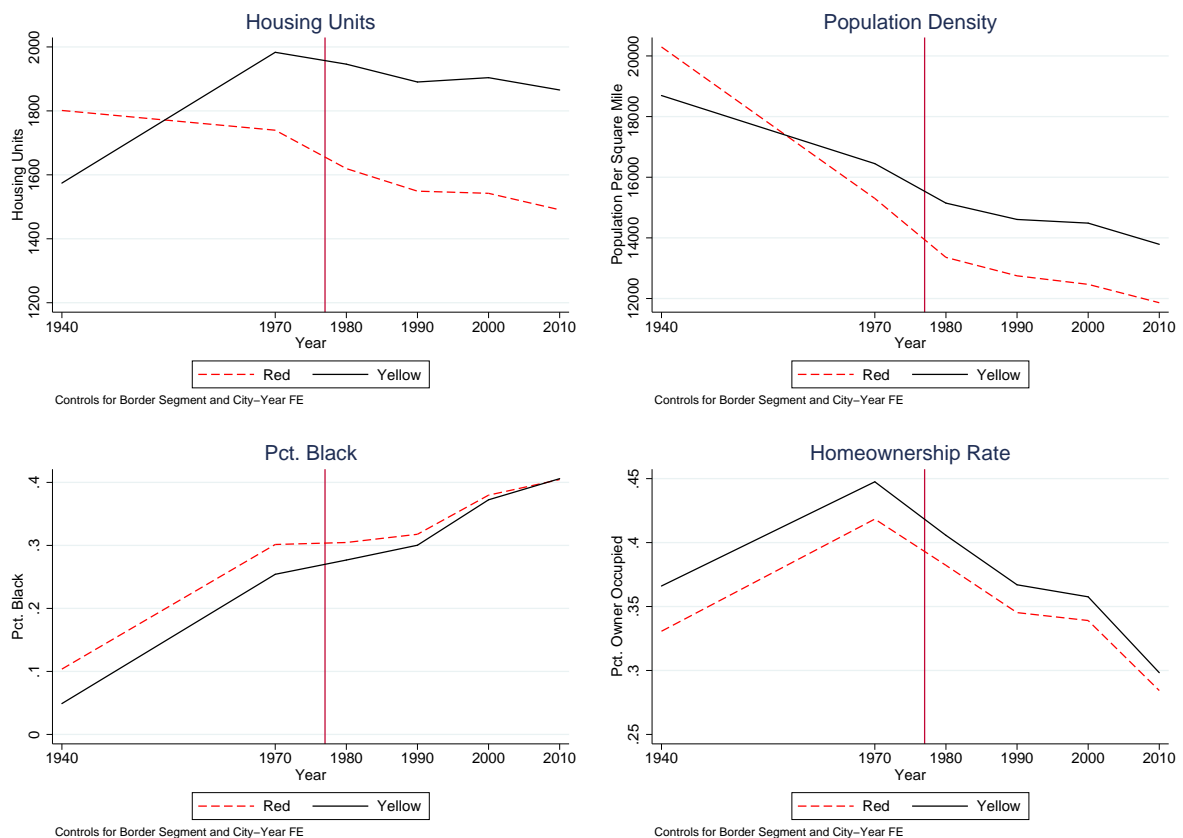 Housing Units
Housing Units
1200 1400 1600 1800 2000
1940 1970 1980 1990 2000 2010
Year
Red Yellow
Controls for Border Segment and City−Year FE
Population Density
Population Per Square Mile
12000 14000 16000 18000 20000
1940 1970 1980 1990 2000 2010
Year
Red Yellow
Controls for Border Segment and City−Year FE
Pct. Black
Pct. Black
0 .1 .2 .3 .4
1940 1970 1980 1990 2000 2010
Year
Red Yellow
Controls for Border Segment and City−Year FE
Homeownership Rate
Pct. Owner Occupied
.25 .3 .35 .4 .45
1940 1970 1980 1990 2000 2010
Year
Red Yellow
Controls for Border Segment and City−Year FE